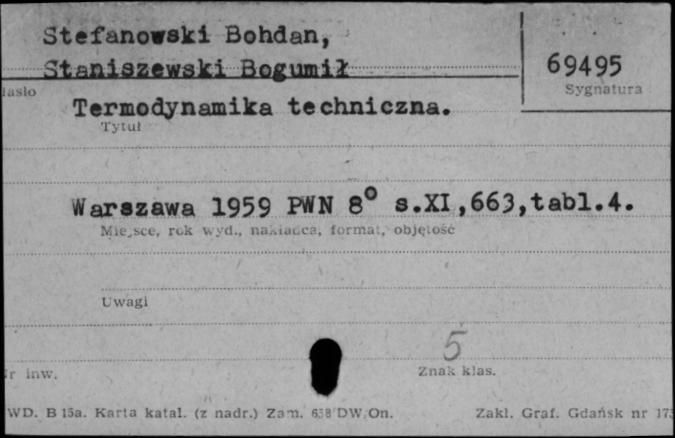 Stefanowski Bohdan,
Staniszewski Bogumił
69495
Sygnatura
Termodynamika techniczna.
Tytuł
Warszawa 1959 PWN 8° s.XI,663,tabl.4.
Miejsce, rok wyd., nakładca, format, objętość
Uwagi
5
Znak klas.
inw.
WD. B 15a. Karta katal. (z nadr.) Zam. 638 DW.On.
Zakł. Graf. Gdańsk nr